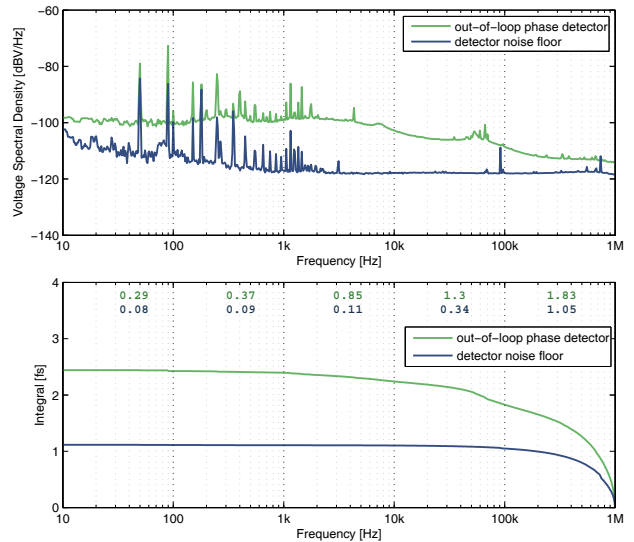 −60
−80
−100
−120
−140
Voltage Spectral Density [dBV/Hz]
out-of-loop phase detector
detector noise floor
10 100 1k 10k 100k 1M
Frequency [Hz]
4
3
2
1
0
Integral [fs]
0.29 0.37 0.85 1.3 1.83
0.08 0.09 0.11 0.34 1.05
out-of-loop phase detector
detector noise floor
10 100 1k 10k 100k 1M
Frequency [Hz]